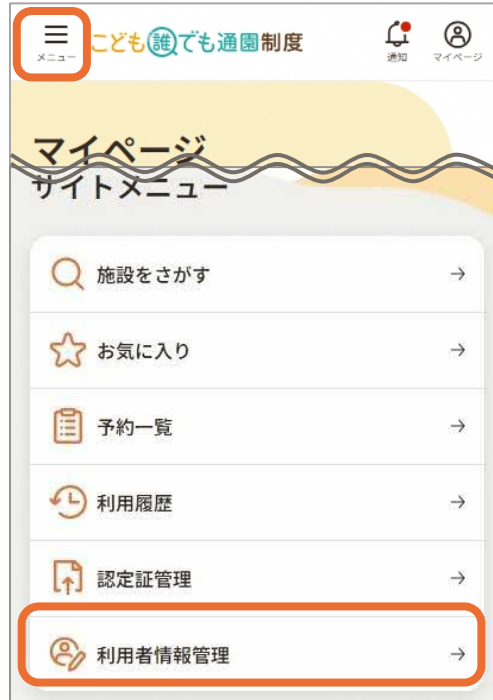 メニュー
こども誰でも通園制度
通知
マイページ
マイページ
サイトメニュー
施設をさがす
お気に入り
予約一覧
利用履歴
認定証管理
利用者情報管理